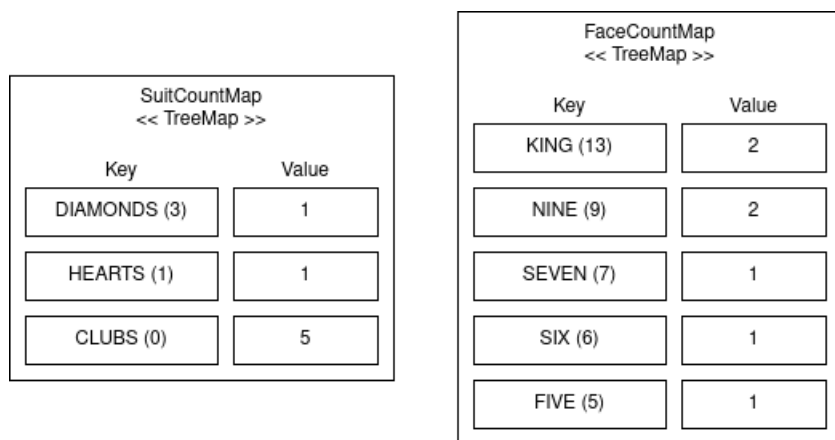 SuitCountMap
<< TreeMap >>
Key Value
DIAMONDS (3) 1
HEARTS (1) 1
CLUBS (0) 5
FaceCountMap
<< TreeMap >>
Key Value
KING (13) 2
NINE (9) 2
SEVEN (7) 1
SIX (6) 1
FIVE (5) 1